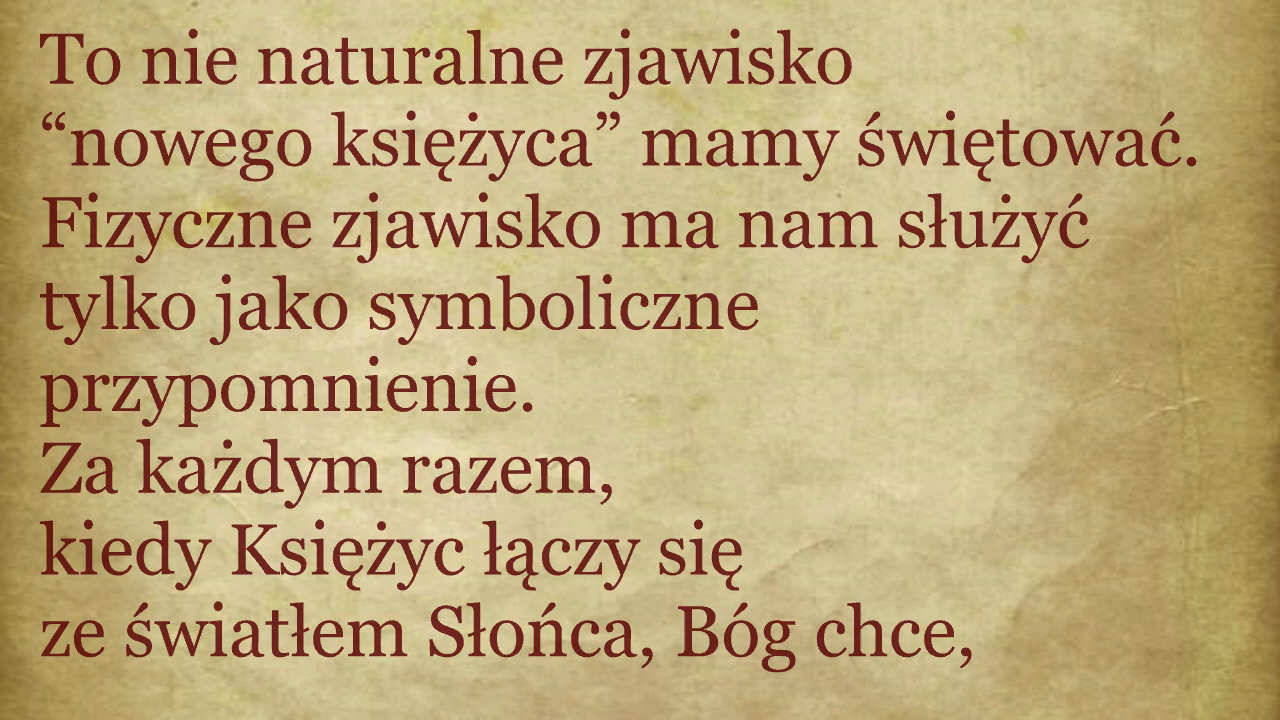 To nie naturalne zjawisko
“nowego księżyca” mamy świętować.
Fizyczne zjawisko ma nam służyć
tylko jako symboliczne
przypomnienie.
Za każdym razem,
kiedy Księżyc łączy się
ze światłem Słońca, Bóg chce,